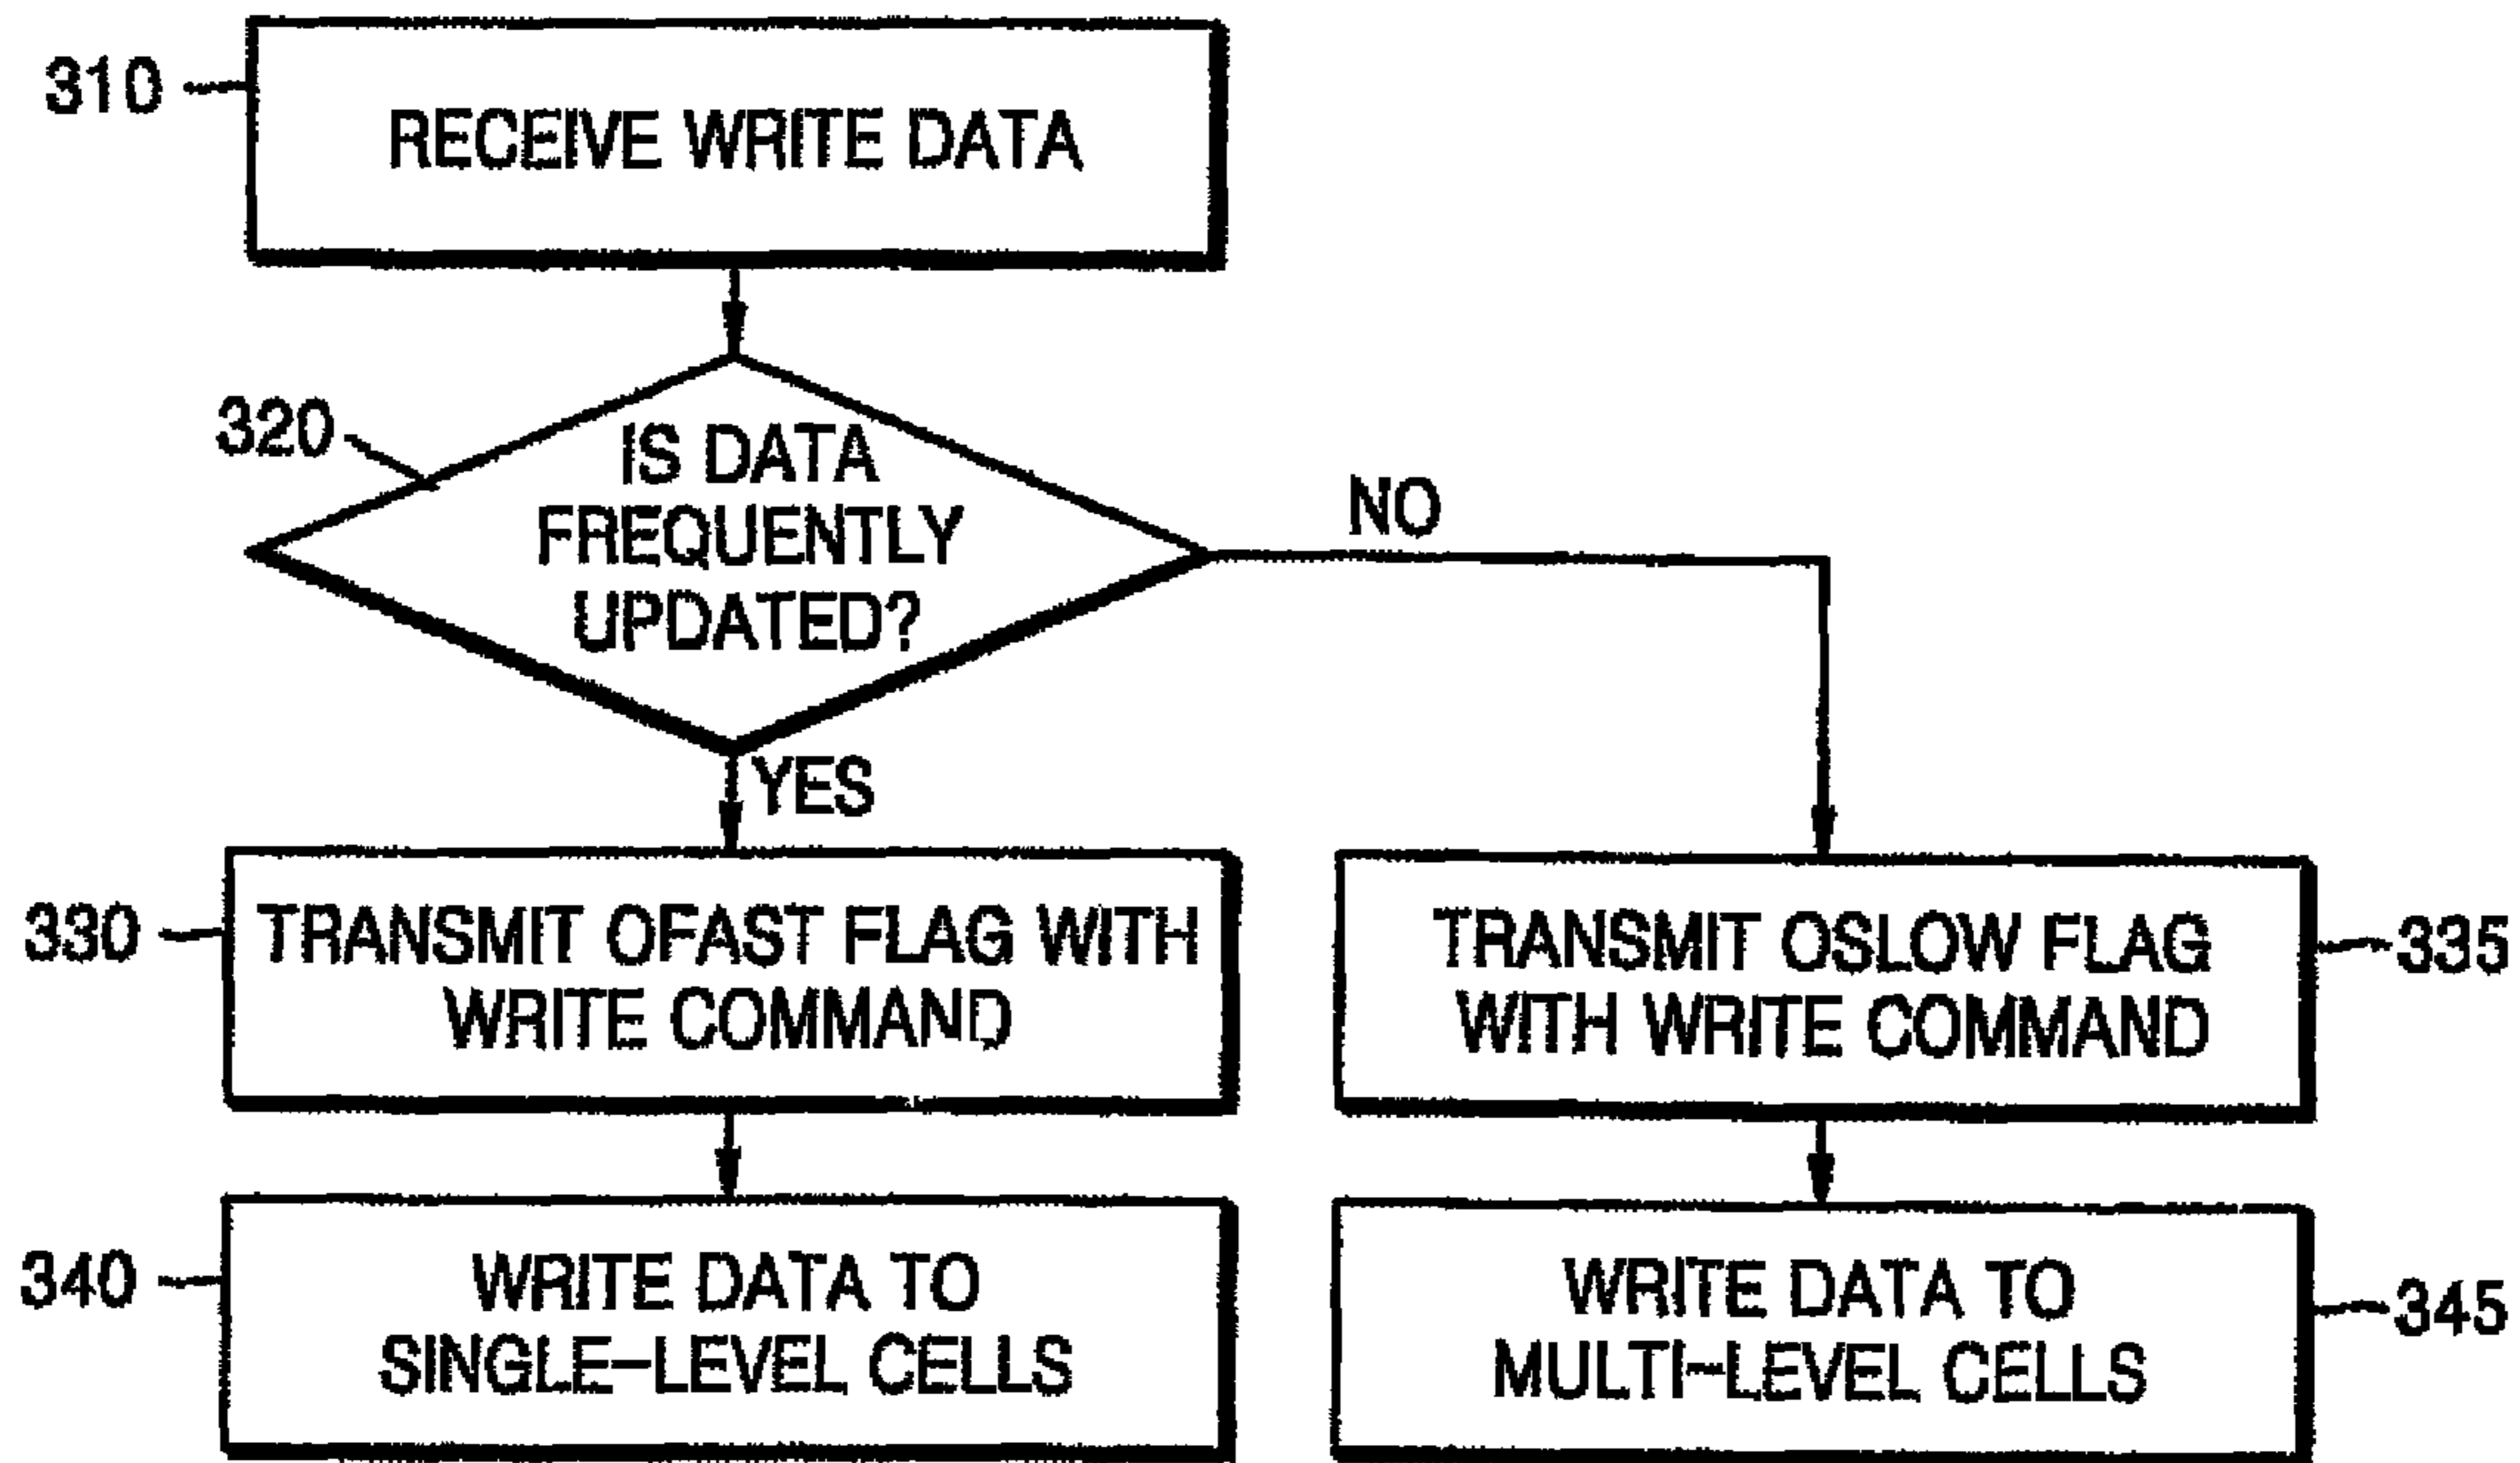 310
RECEIVE WRITE DATA
320
IS DATA
FREQUENTLY
UPDATED?
NO
YES
330
TRANSMIT OFAST FLAG WITH
WRITE COMMAND
TRANSMIT OSLOW FLAG
WITH WRITE COMMAND
335
340
WRITE DATA TO
SINGLE-LEVEL CELLS
WRITE DATA TO
MULTI-LEVEL CELLS
345